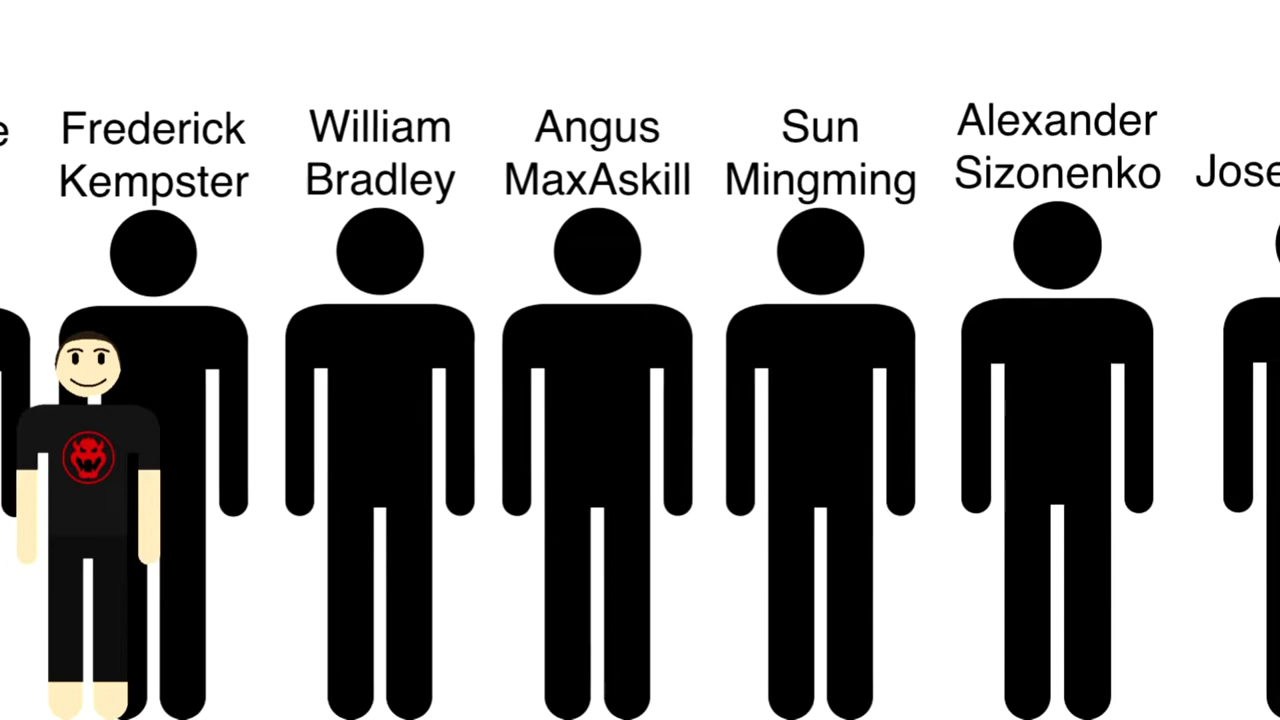 Frederick
Kempster
William
Bradley
Angus
MaxAskill
Sun
Mingming
Alexander
Sizonenko